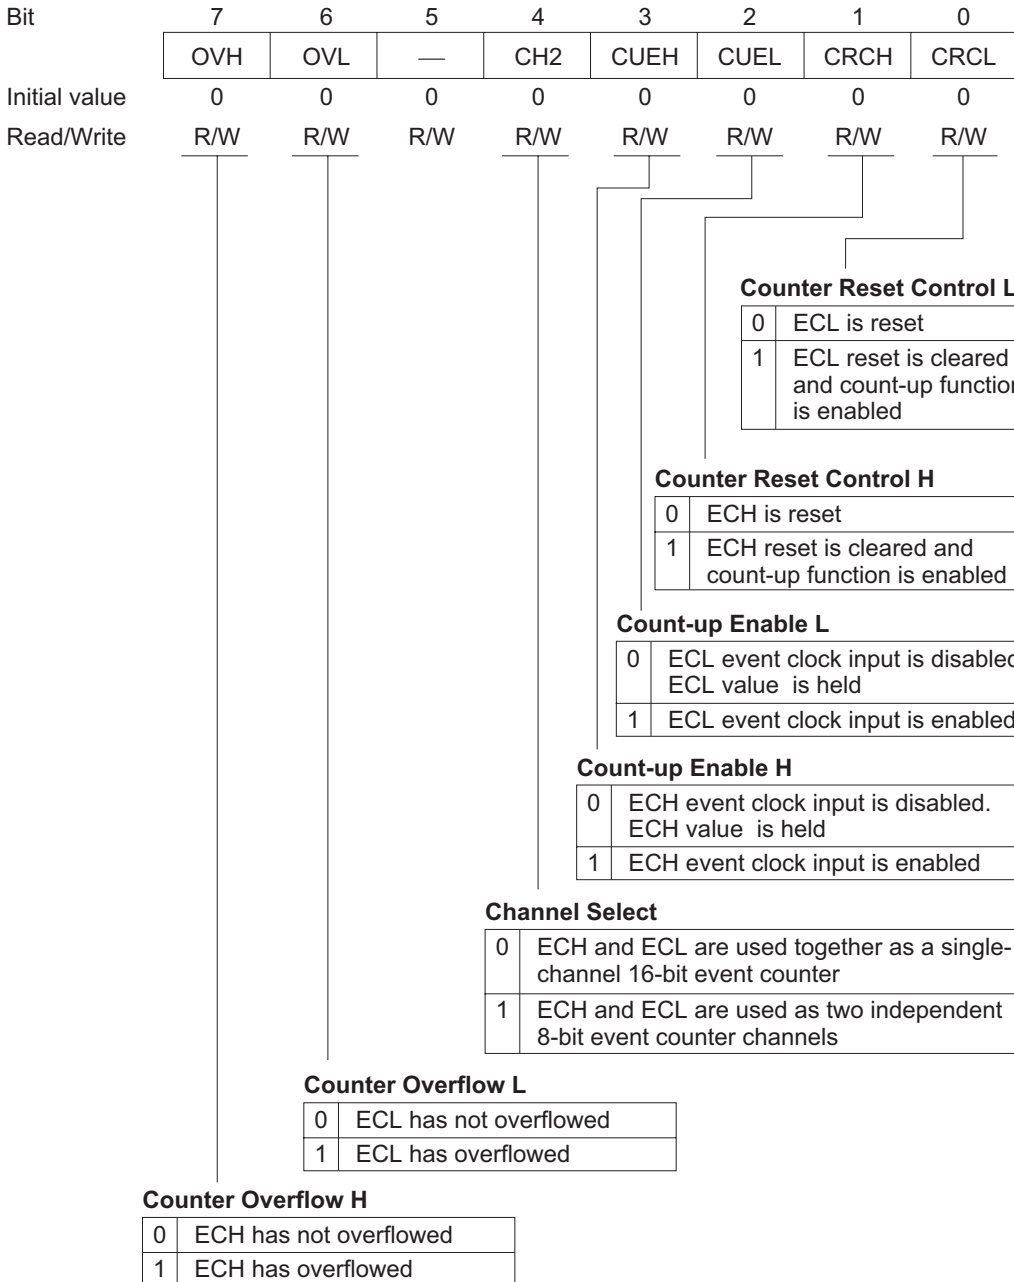 Bit 7 6 5 4 3 2 1 0
OVH OVL — CH2 CUEH CUEL CRCH CRCL
Initial value 0 0 0 0 0 0 0 0
Read/Write R/W R/W R/W R/W R/W R/W R/W R/W
Counter Reset Control L
0 ECL is reset
1 ECL reset is cleared
and count-up function
is enabled
Counter Reset Control H
0 ECH is reset
1 ECH reset is cleared and
count-up function is enabled
Count-up Enable L
0 ECL event clock input is disabled
ECL value is held
1 ECL event clock input is enabled
Count-up Enable H
0 ECH event clock input is disabled.
ECH value is held
1 ECH event clock input is enabled
Channel Select
0 ECH and ECL are used together as a single-
channel 16-bit event counter
1 ECH and ECL are used as two independent
8-bit event counter channels
Counter Overflow L
0 ECL has not overflowed
1 ECL has overflowed
Counter Overflow H
0 ECH has not overflowed
1 ECH has overflowed